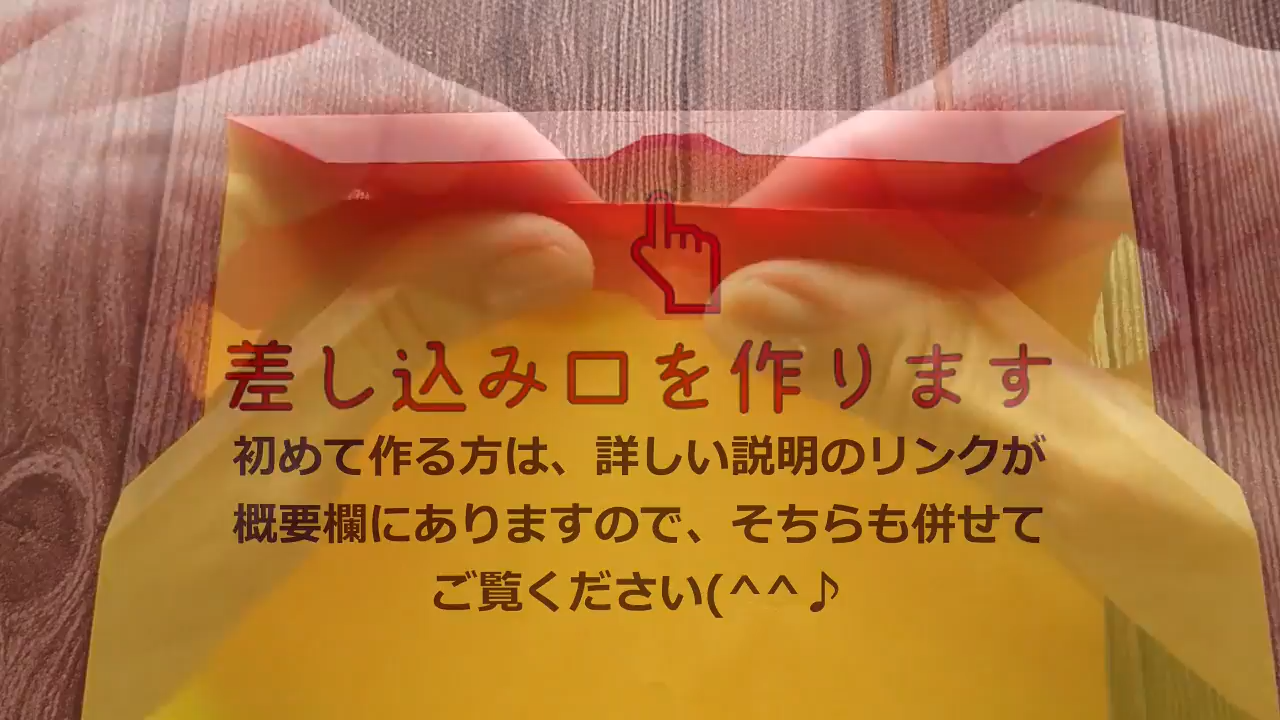 差し込み口を作ります
初めて作る方は、詳しい説明のリンクが
概要欄にありますので、そちらも併せて
ご覧ください(^^♪